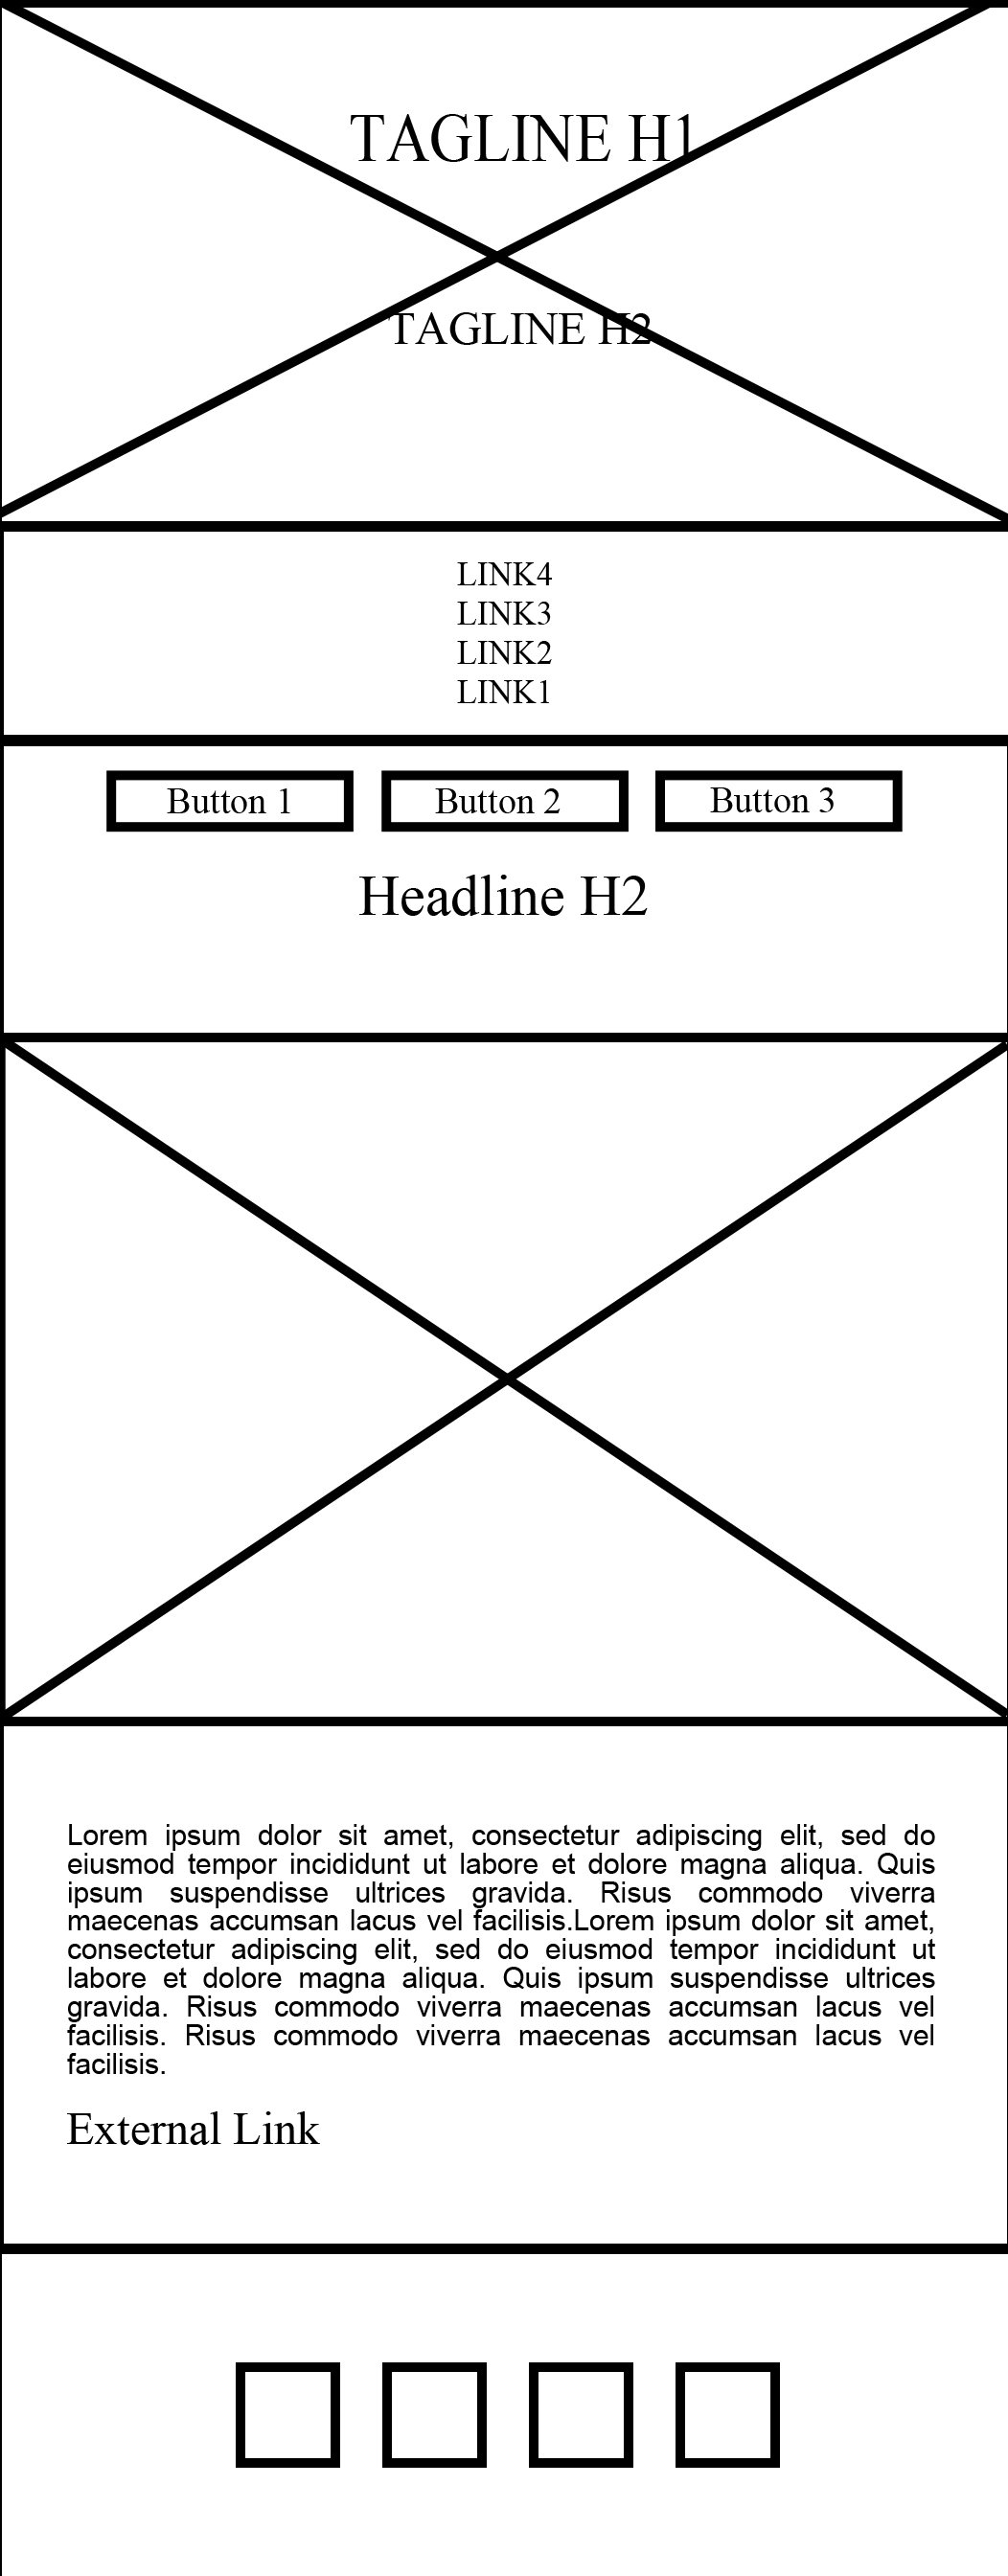 TAGLINE H1
TAGLINE H2
LINK4
LINK3
LINK2
LINK1
Button 1
Button 2
Button 3
Headline H2
Lorem ipsum dolor sit amet, consectetur adipiscing elit, sed do
eiusmod tempor incididunt ut labore et dolore magna aliqua. Quis
ipsum suspendisse ultrices gravida. Risus commodo viverra
maecenas accumsan lacus vel facilisis.Lorem ipsum dolor sit amet,
consectetur adipiscing elit, sed do eiusmod tempor incididunt ut
labore et dolore magna aliqua. Quis ipsum suspendisse ultrices
gravida. Risus commodo viverra maecenas accumsan lacus vel
facilisis. Risus commodo viverra maecenas accumsan lacus vel
facilisis.
External Link